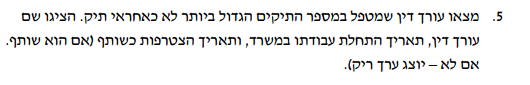 5. מצאו עורך דין שמטפל במספר התיקים הגדול ביותר לא כאחראי תיק. הציגו שם
עורך דין, תאריך התחלת עבודתו במשרד, ותאריך הצטרפות כשותף (אם הוא שותף.
אם לא – יוצג ערך ריק).